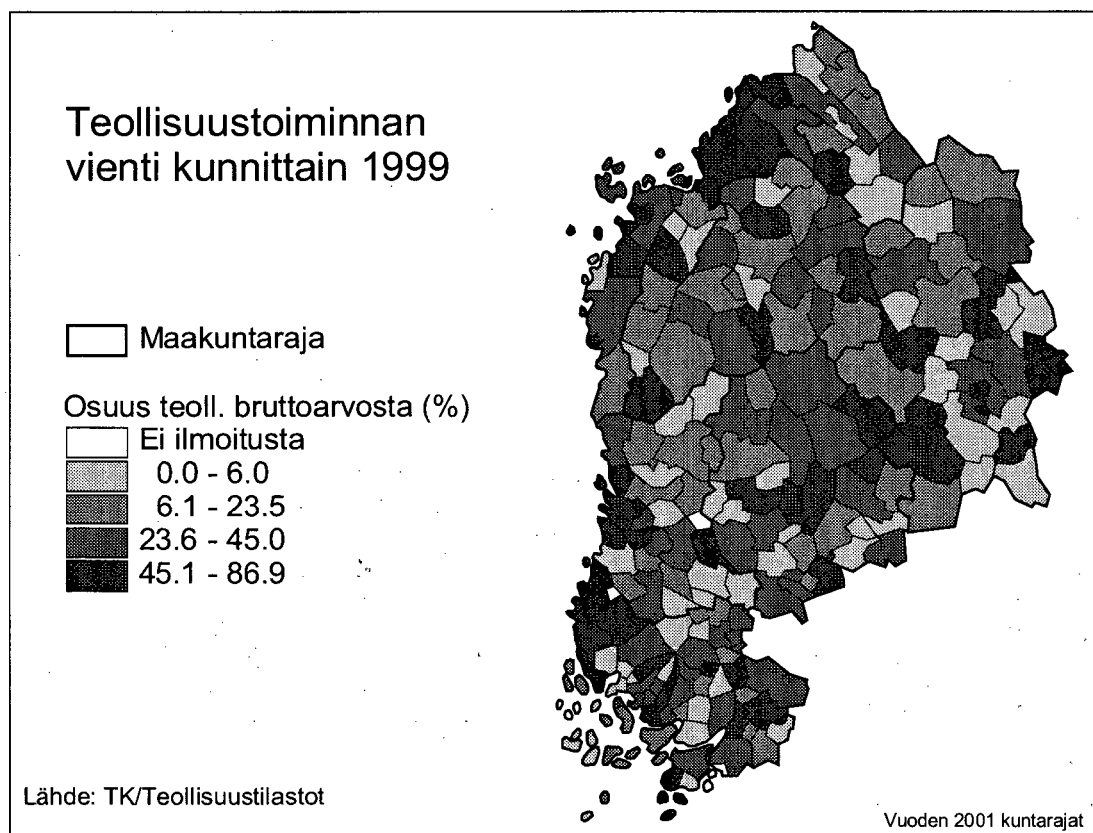 Teollisuustoiminnan
vienti kunnittain 1999
Maakuntaraja
Osuus teoll. bruttoarvosta (%)
Ei ilmoitusta
0.0 - 6.0
6.1 - 23.5
23.6 - 45.0
45.1 - 86.9
Lähde: TK/Teollisuustilastot
Vuoden 2001 kuntarajat